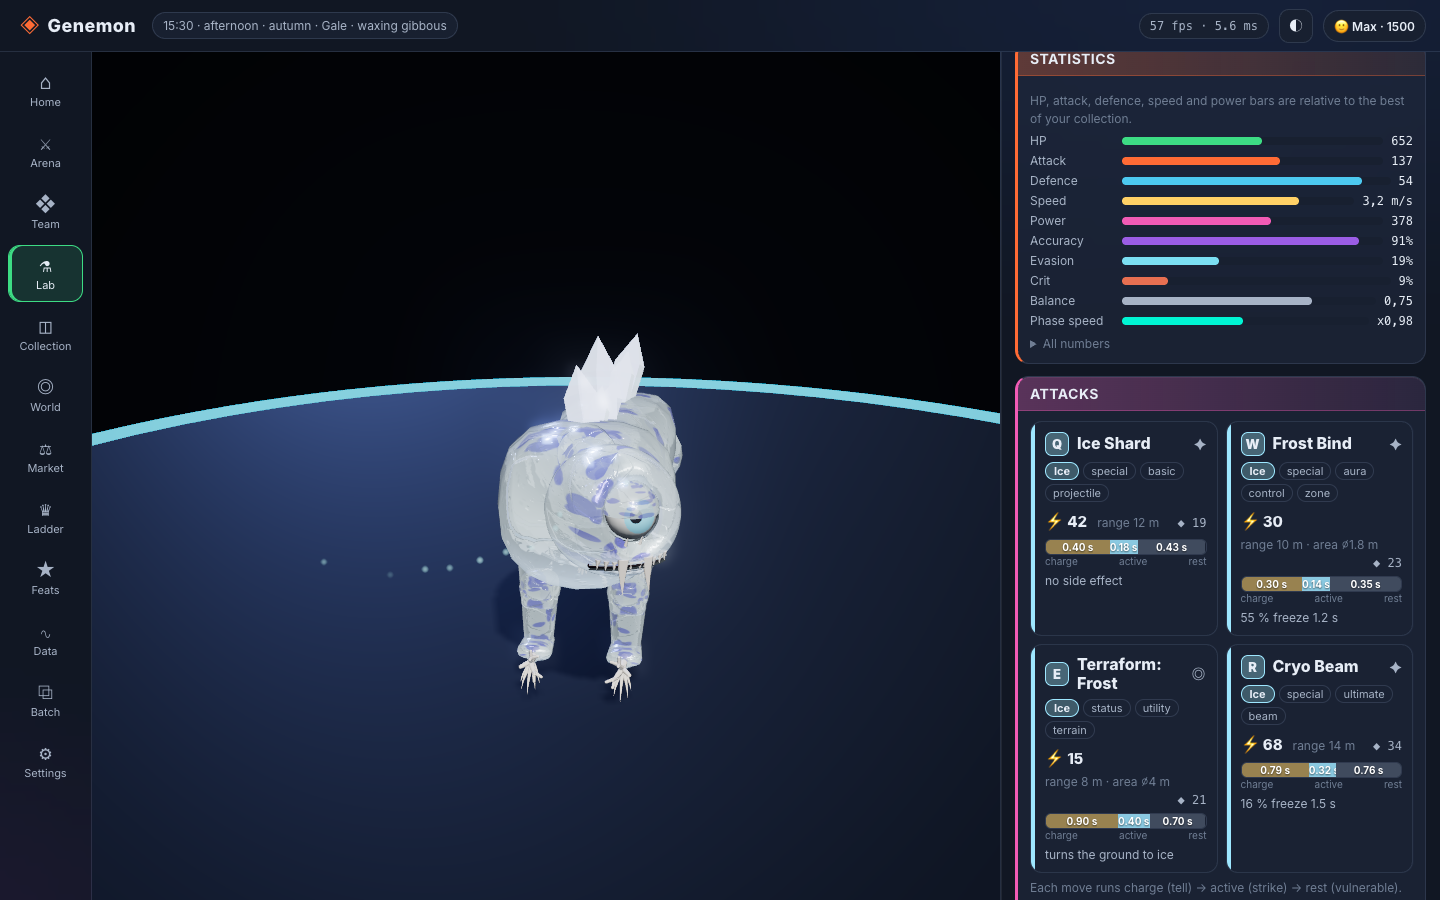 Genemon
15:30 · afternoon · autumn · Gale · waxing gibbous
57 fps · 5.6 ms
Max · 1500
Home
Arena
Team
Lab
Collection
World
Market
Ladder
Feats
Data
Batch
Settings
STATISTICS
HP, attack, defence, speed and power bars are relative to the best
of your collection.
HP 652
Attack 137
Defence 54
Speed 3,2 m/s
Power 378
Accuracy 91%
Evasion 19%
Crit 9%
Balance 0,75
Phase speed x0,98
All numbers
ATTACKS
Q Ice Shard
Ice special basic
projectile
42 range 12 m 19
0.40 s 0.18 s 0.43 s
charge active rest
no side effect
W Frost Bind
Ice special aura
control zone
30
range 10 m · area ⌀1.8 m
23
0.30 s 0.14 s 0.35 s
charge active rest
55 % freeze 1.2 s
E Terraform:
Frost
Ice status utility
terrain
15
range 8 m · area ⌀4 m
21
0.90 s 0.40 s 0.70 s
charge active rest
turns the ground to ice
R Cryo Beam
Ice special ultimate
beam
68 range 14 m 34
0.79 s 0.32 s 0.76 s
charge active rest
16 % freeze 1.5 s
Each move runs charge (tell) → active (strike) → rest (vulnerable).